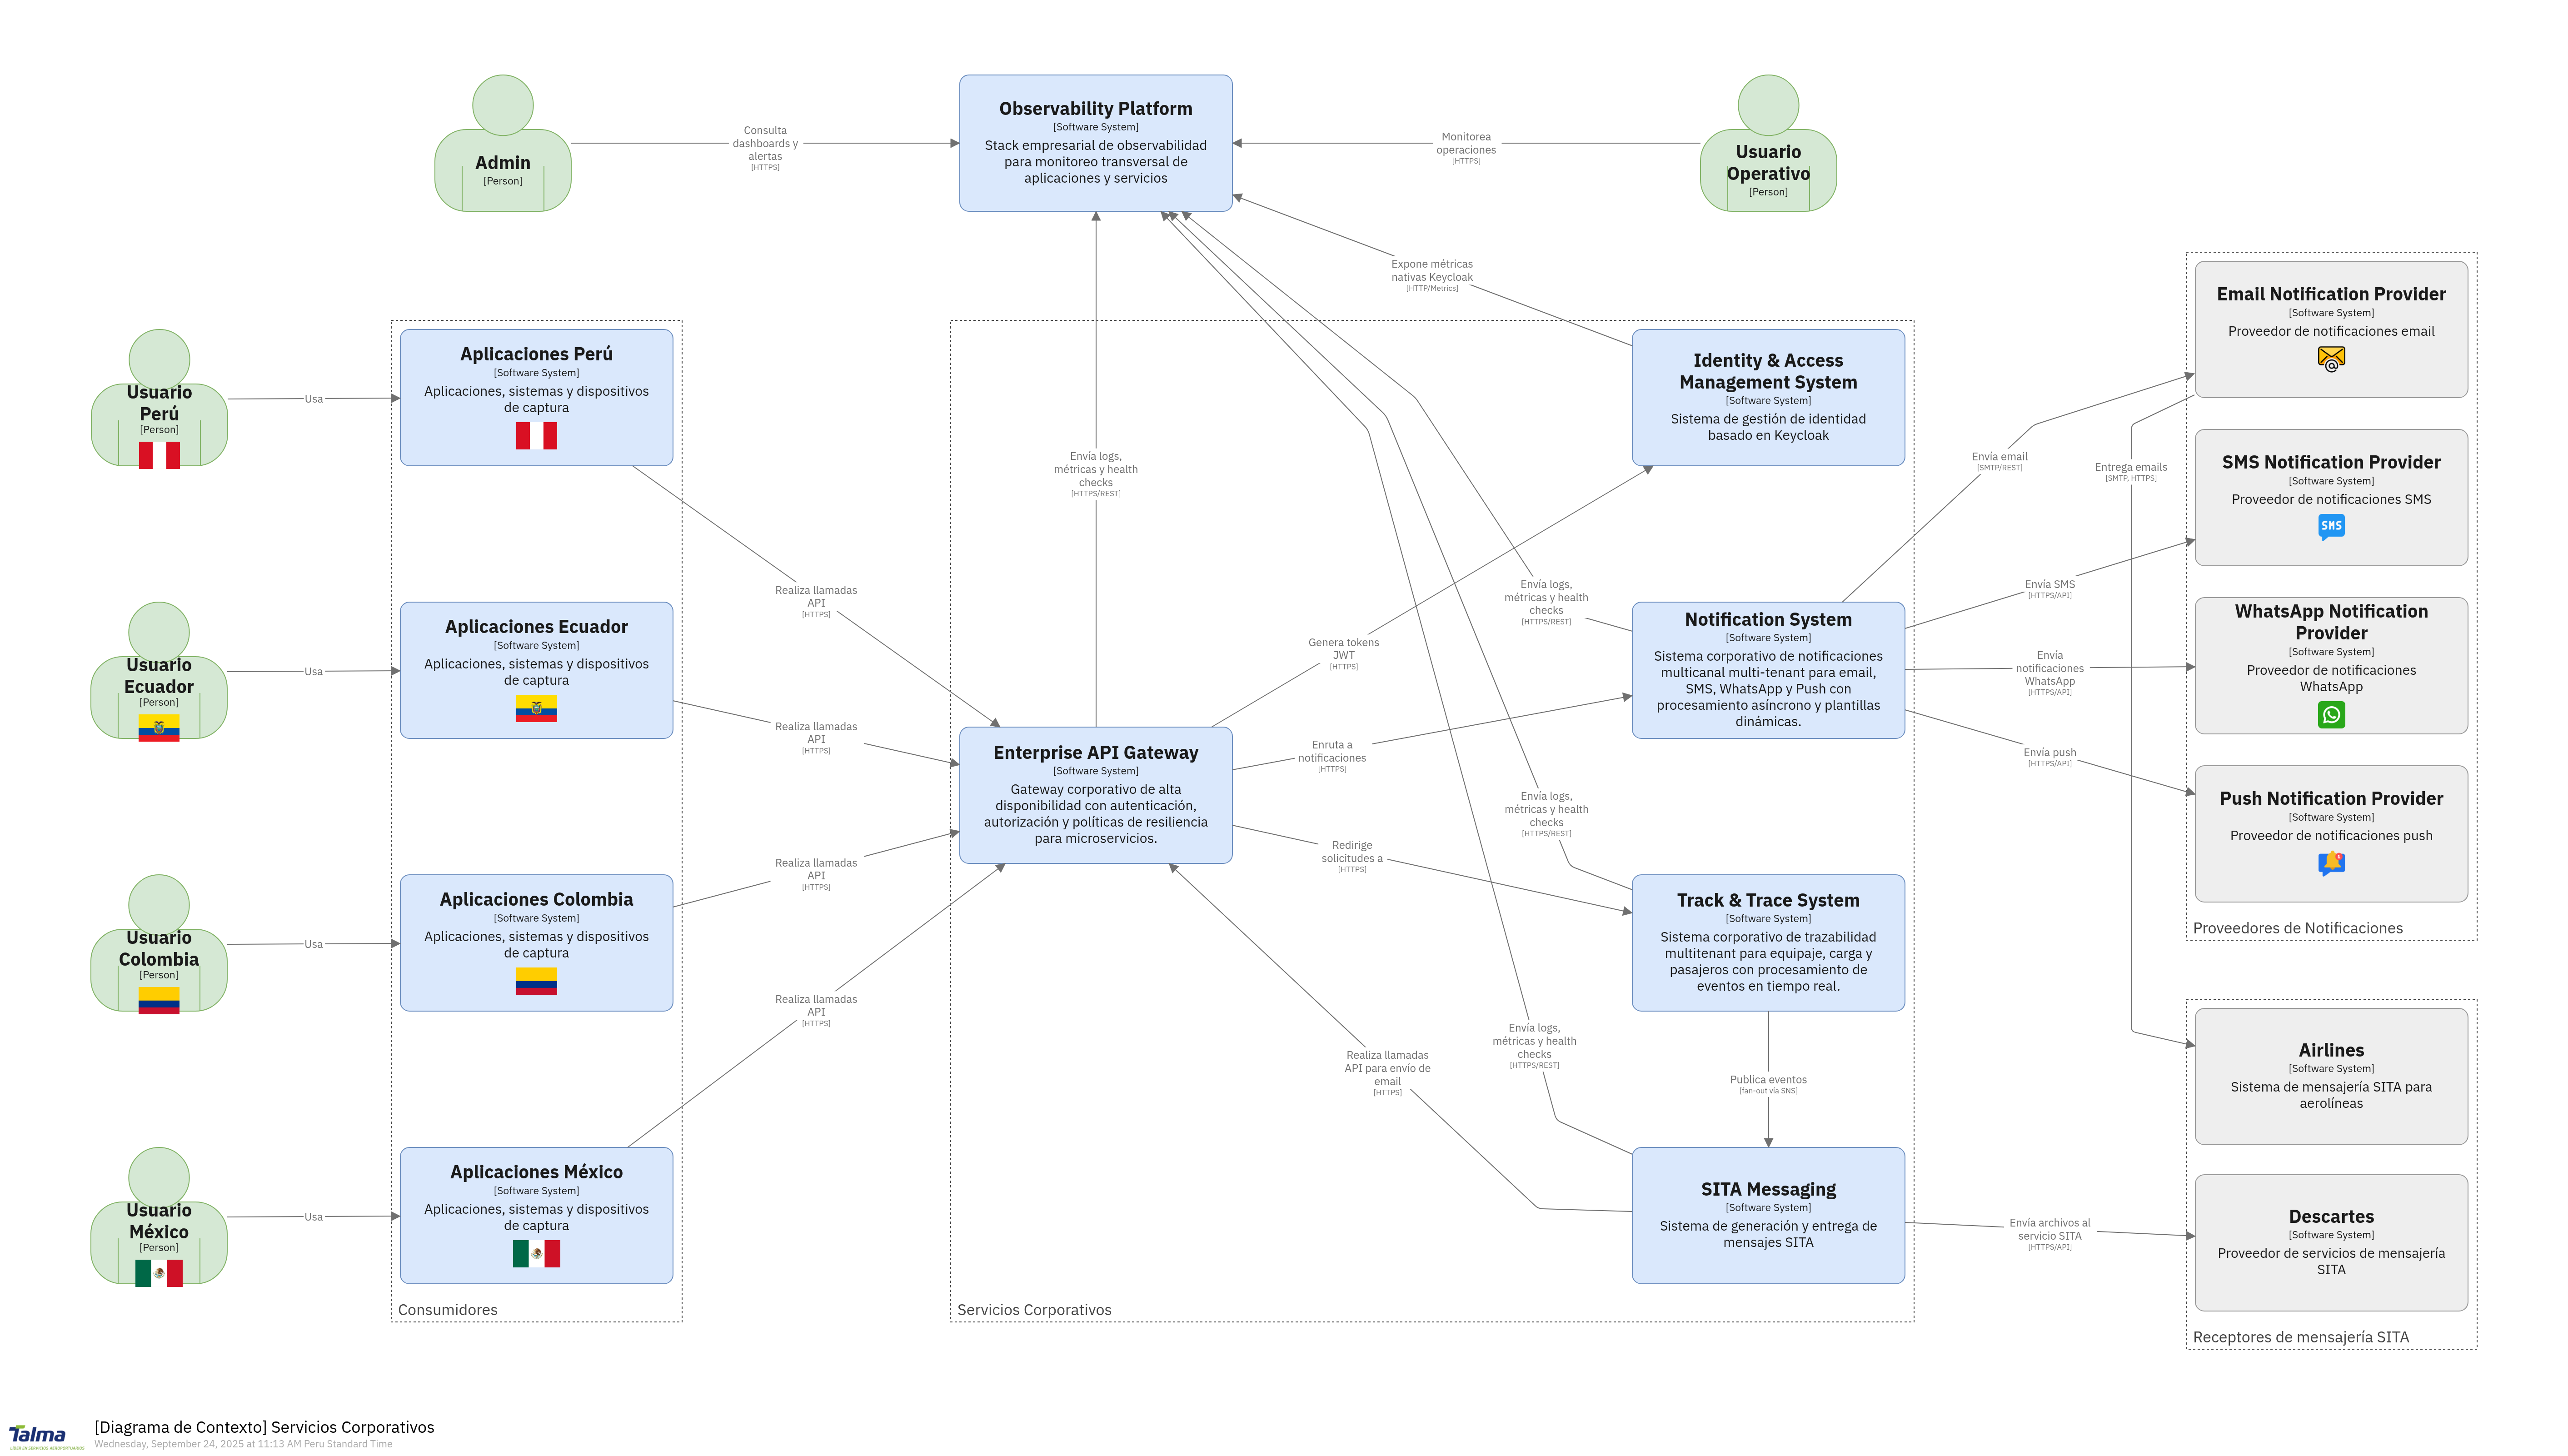 Admin
[Person]
Consulta
dashboards y
alertas
[HTTPS]
Observability Platform
[Software System]
Stack empresarial de observabilidad
para monitoreo transversal de
aplicaciones y servicios
Monitorea
operaciones
[HTTPS]
Usuario
Operativo
[Person]
Expone métricas
nativas Keycloak
[HTTP/Metrics]
Usuario
Perú
[Person]
Usa
Aplicaciones Perú
[Software System]
Aplicaciones, sistemas y dispositivos
de captura
Usuario
Ecuador
[Person]
Usa
Aplicaciones Ecuador
[Software System]
Aplicaciones, sistemas y dispositivos
de captura
Usuario
Colombia
[Person]
Usa
Aplicaciones Colombia
[Software System]
Aplicaciones, sistemas y dispositivos
de captura
Usuario
México
[Person]
Usa
Aplicaciones México
[Software System]
Aplicaciones, sistemas y dispositivos
de captura
Consumidores
Realiza llamadas
API
[HTTPS]
Realiza llamadas
API
[HTTPS]
Realiza llamadas
API
[HTTPS]
Realiza llamadas
API
[HTTPS]
Envía logs,
métricas y health
checks
[HTTPS/REST]
Enterprise API Gateway
[Software System]
Gateway corporativo de alta
disponibilidad con autenticación,
autorización y políticas de resiliencia
para microservicios.
Genera tokens
JWT
[HTTPS]
Enruta a
notificaciones
[HTTPS]
Redirige
solicitudes a
[HTTPS]
Realiza llamadas
API para envío de
email
[HTTPS]
Envía logs,
métricas y health
checks
[HTTPS/REST]
Envía logs,
métricas y health
checks
[HTTPS/REST]
Envía logs,
métricas y health
checks
[HTTPS/REST]
Identity & Access
Management System
[Software System]
Sistema de gestión de identidad
basado en Keycloak
Notification System
[Software System]
Sistema corporativo de notificaciones
multicanal multi-tenant para email,
SMS, WhatsApp y Push con
procesamiento asíncrono y plantillas
dinámicas.
Track & Trace System
[Software System]
Sistema corporativo de trazabilidad
multitenant para equipaje, carga y
pasajeros con procesamiento de
eventos en tiempo real.
Publica eventos
[fan-out vía SNS]
SITA Messaging
[Software System]
Sistema de generación y entrega de
mensajes SITA
Servicios Corporativos
Envía email
[SMTP/REST]
Entrega emails
[SMTP, HTTPS]
Envía SMS
[HTTPS/API]
Envía
notificaciones
WhatsApp
[HTTPS/API]
Envía push
[HTTPS/API]
Envía archivos al
servicio SITA
[HTTPS/API]
Email Notification Provider
[Software System]
Proveedor de notificaciones email
SMS Notification Provider
[Software System]
Proveedor de notificaciones SMS
SMS
WhatsApp Notification
Provider
[Software System]
Proveedor de notificaciones
WhatsApp
Push Notification Provider
[Software System]
Proveedor de notificaciones push
Proveedores de Notificaciones
Airlines
[Software System]
Sistema de mensajería SITA para
aerolíneas
Descartes
[Software System]
Proveedor de servicios de mensajería
SITA
Receptores de mensajería SITA
Talma
LÍDER EN SERVICIOS AEROPORTUARIOS
[Diagrama de Contexto] Servicios Corporativos
Wednesday, September 24, 2025 at 11:13 AM Peru Standard Time